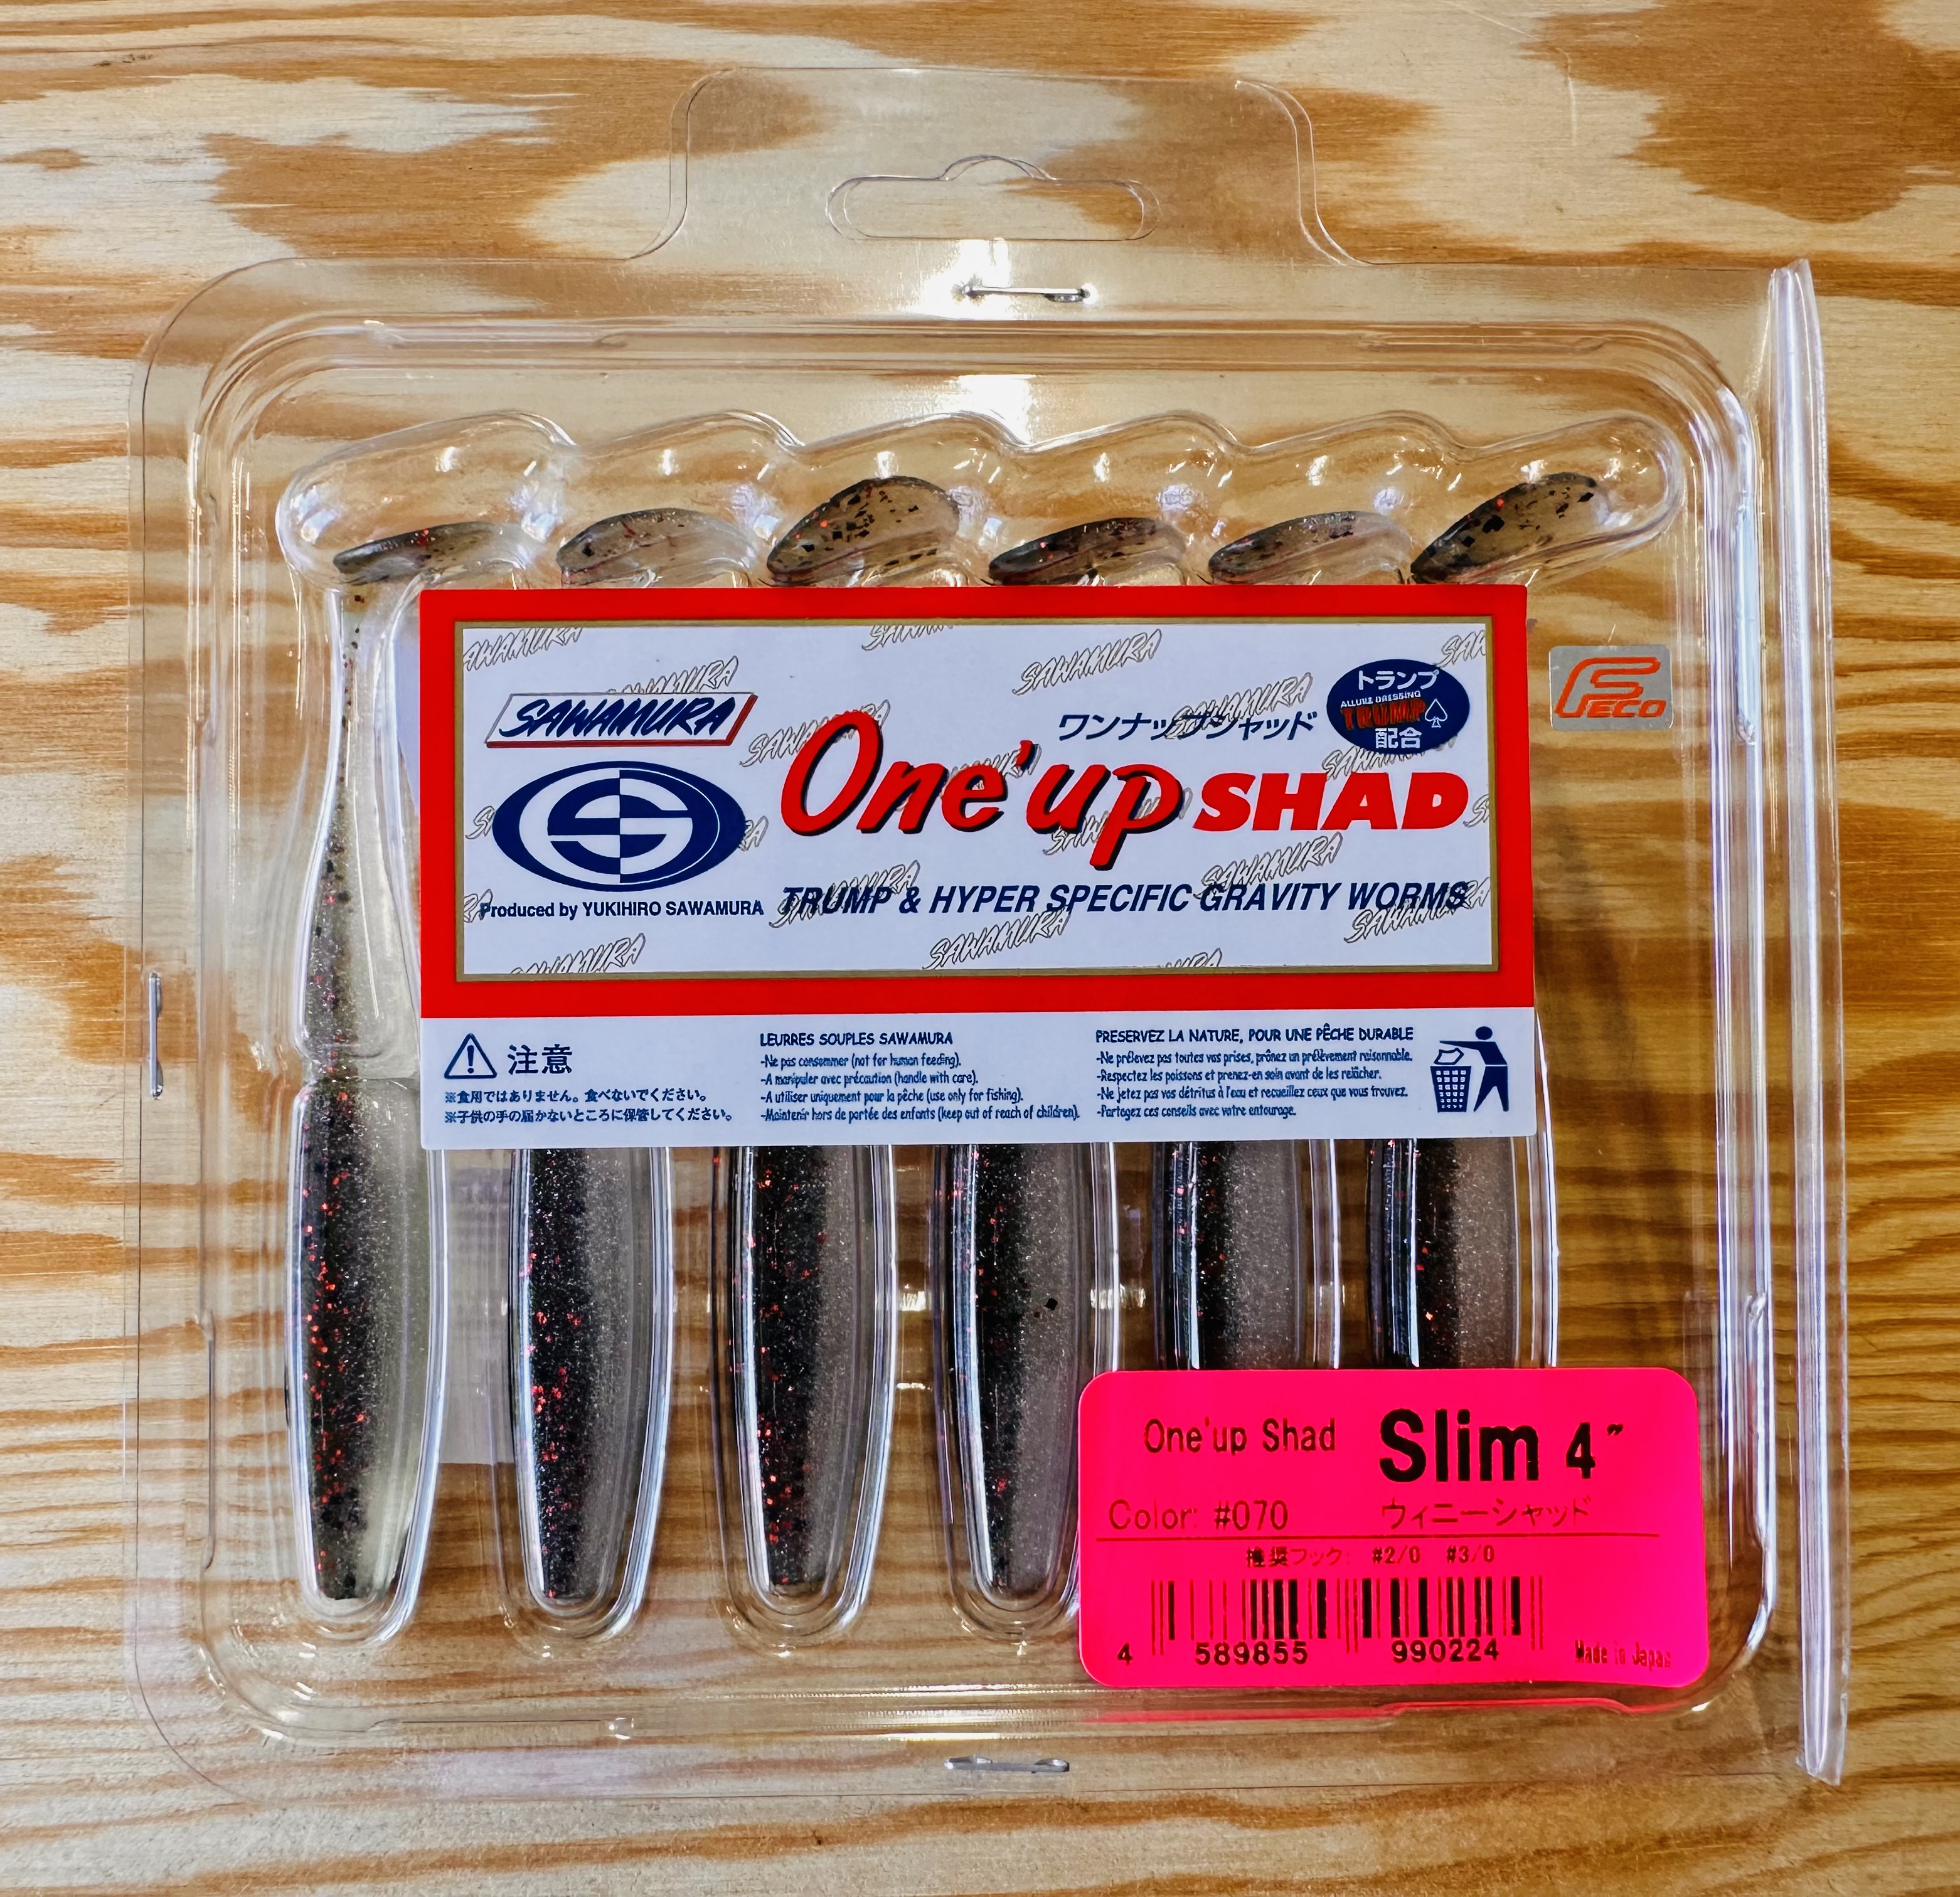 SAWAMURA
ワンナップシャッド
トランプ
ALLURE DRESSING
TRUMP
配合
FECO
One'up SHAD
Produced by YUKIHIRO SAWAMURA
TRUMP & HYPER SPECIFIC GRAVITY WORMS
注意
※食用ではありません。食べないでください。
※子供の手の届かないところに保管してください。
LEURRES SOUPLES SAWAMURA
-Ne pas consommer (not for human feeding).
-A manipuler avec précaution (handle with care).
-A utiliser uniquement pour la pêche (use only for fishing).
-Maintenir hors de portée des enfants (keep out of reach of children).
PRESERVEZ LA NATURE, POUR UNE PÊCHE DURABLE
-Ne prélevez pas toutes vos prises, prônez un prélèvement raisonnable.
-Respectez les poissons et prenez-en soin avant de les relâcher.
-Ne jetez pas vos détritus à l'eau et recueillez ceux que vous trouvez.
-Partagez ces conseils avec votre entourage.
One'up Shad Slim 4"
Color: #070 ウィニーシャッド
推奨フック: #2/0 #3/0
4 589855 990224
Made in Japan